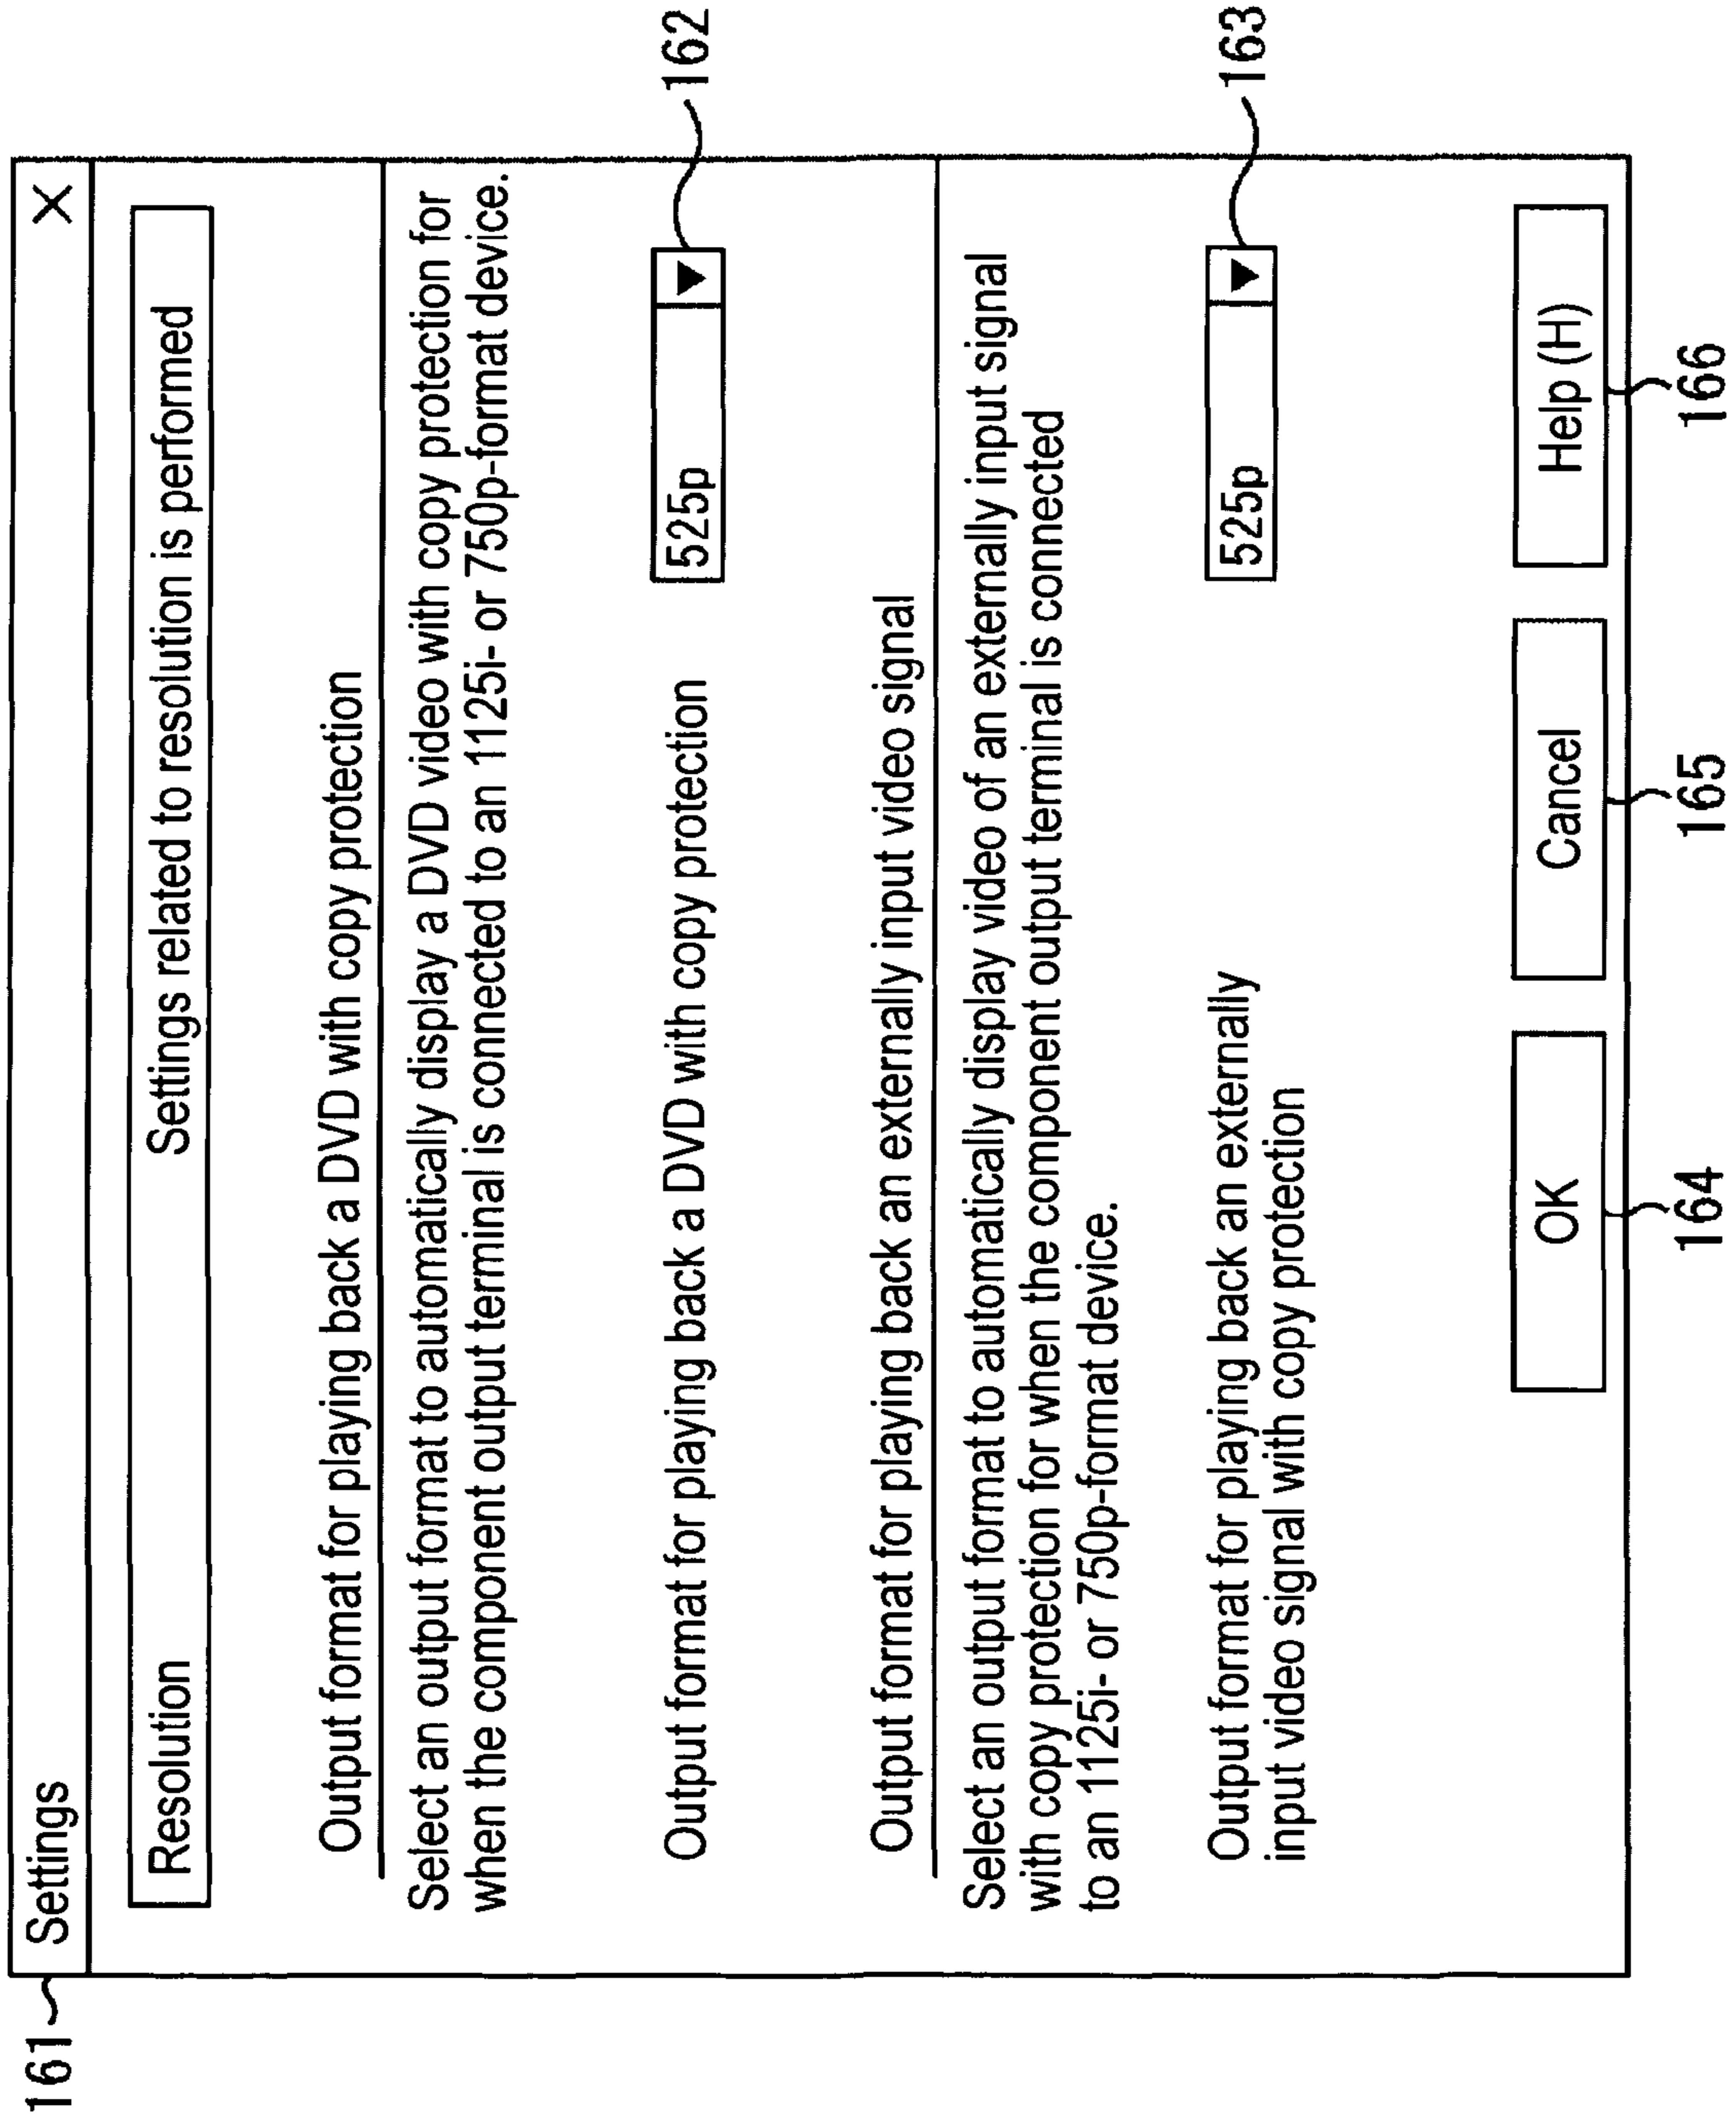 161
Settings X
Resolution Settings related to resolution is performed
Output format for playing back a DVD with copy protection
Select an output format to automatically display a DVD video with copy protection for
when the component output terminal is connected to an 1125i- or 750p-format device.
Output format for playing back a DVD with copy protection 525p ▼ 162
Output format for playing back an externally input video signal
Select an output format to automatically display video of an externally input signal
with copy protection for when the component output terminal is connected
to an 1125i- or 750p-format device.
Output format for playing back an externally 525p ▼ 163
input video signal with copy protection
OK Cancel Help (H)
164 165 166